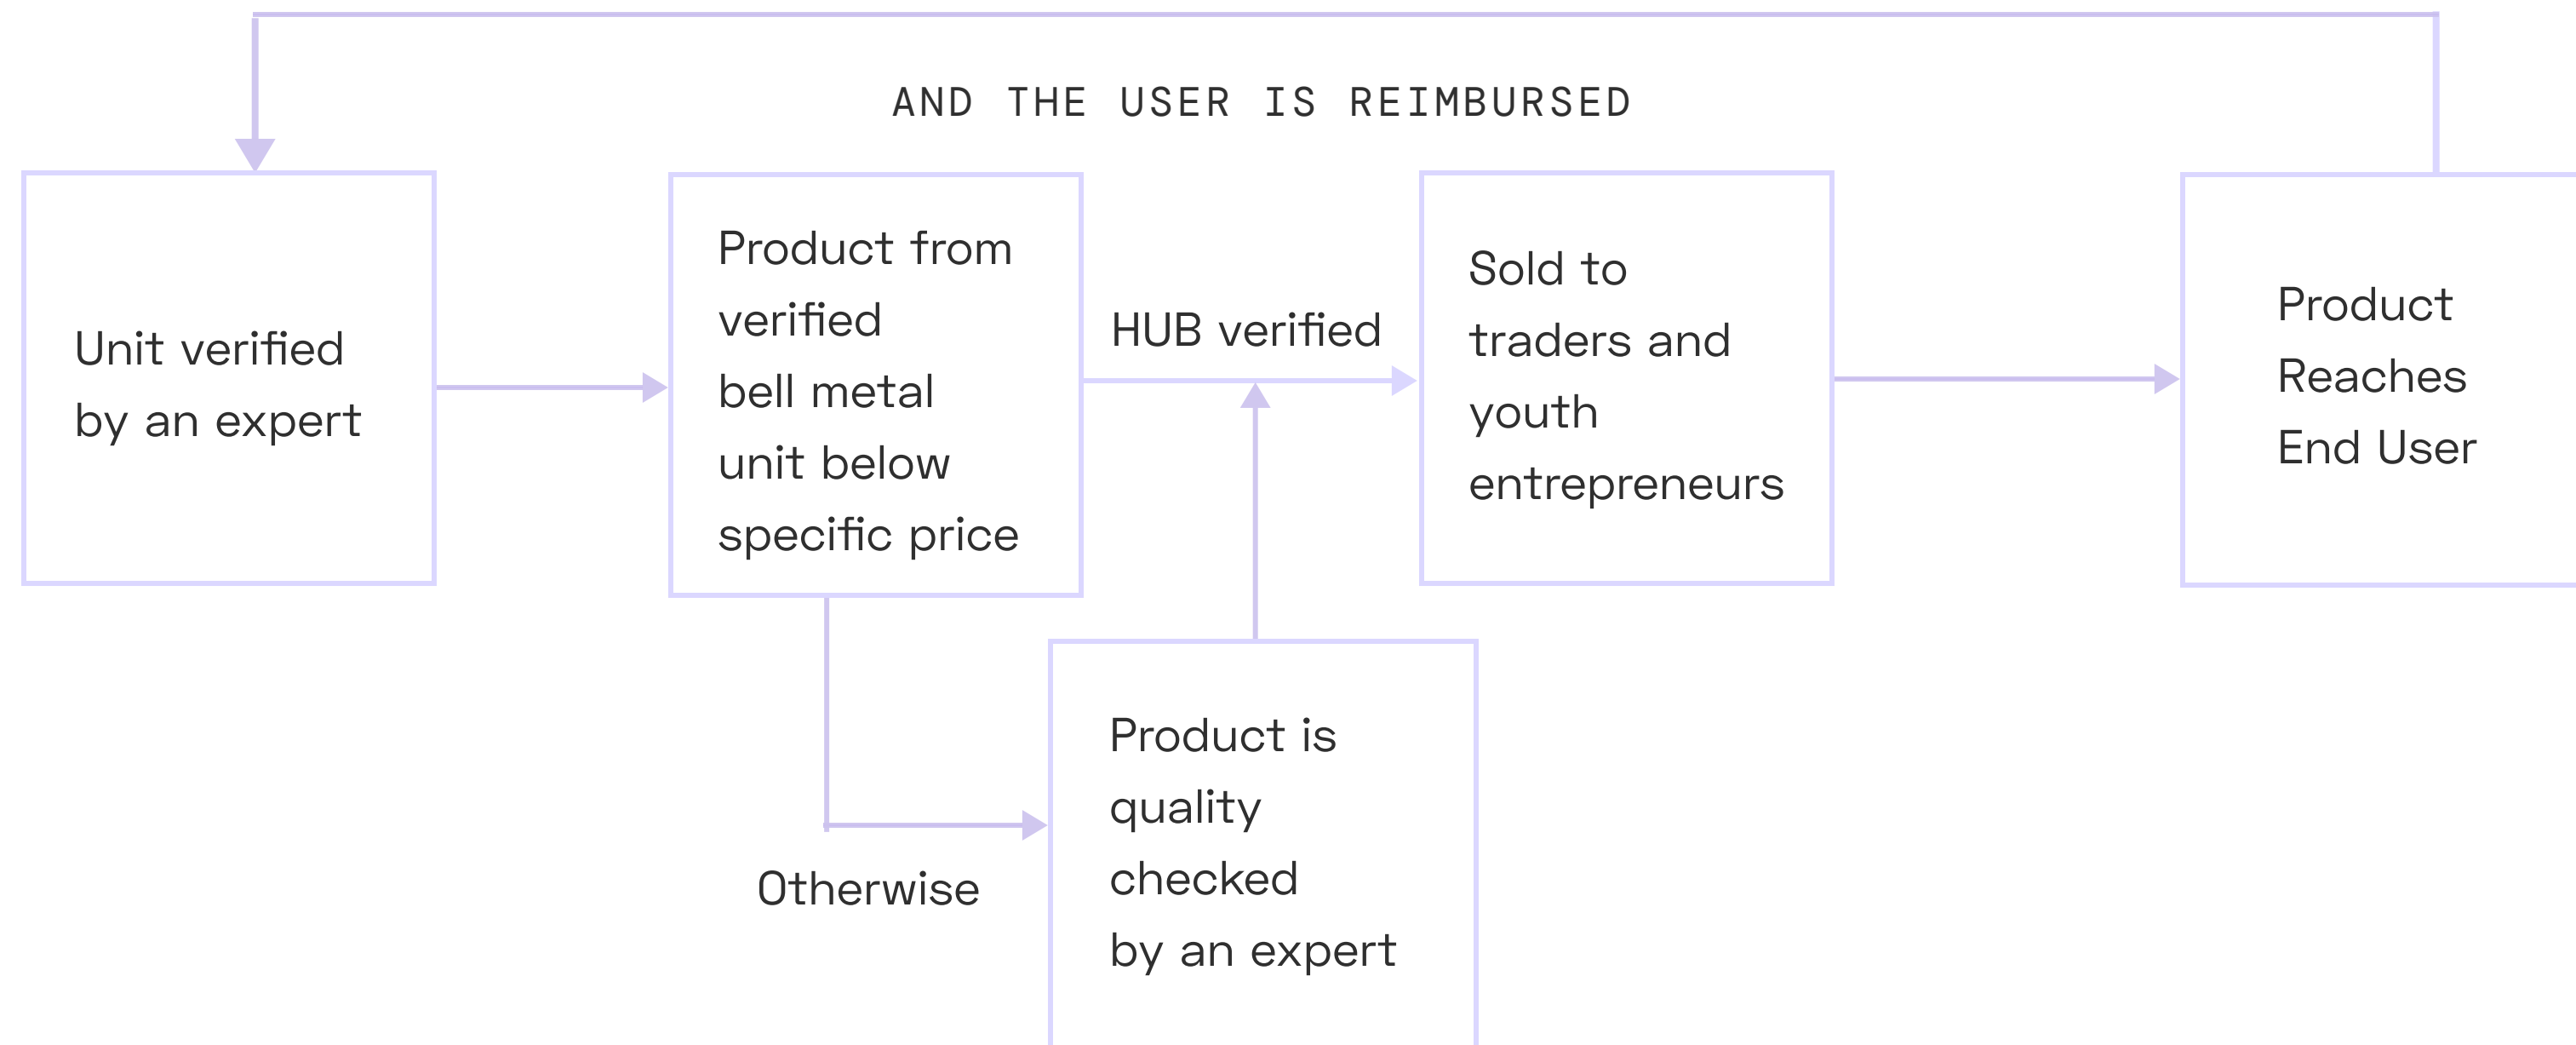 AND THE USER IS REIMBURSED
Unit verified
by an expert
Product from
verified
bell metal
unit below
specific price
HUB verified
Sold to
traders and
youth
entrepreneurs
Product
Reaches
End User
Otherwise
Product is
quality
checked
by an expert